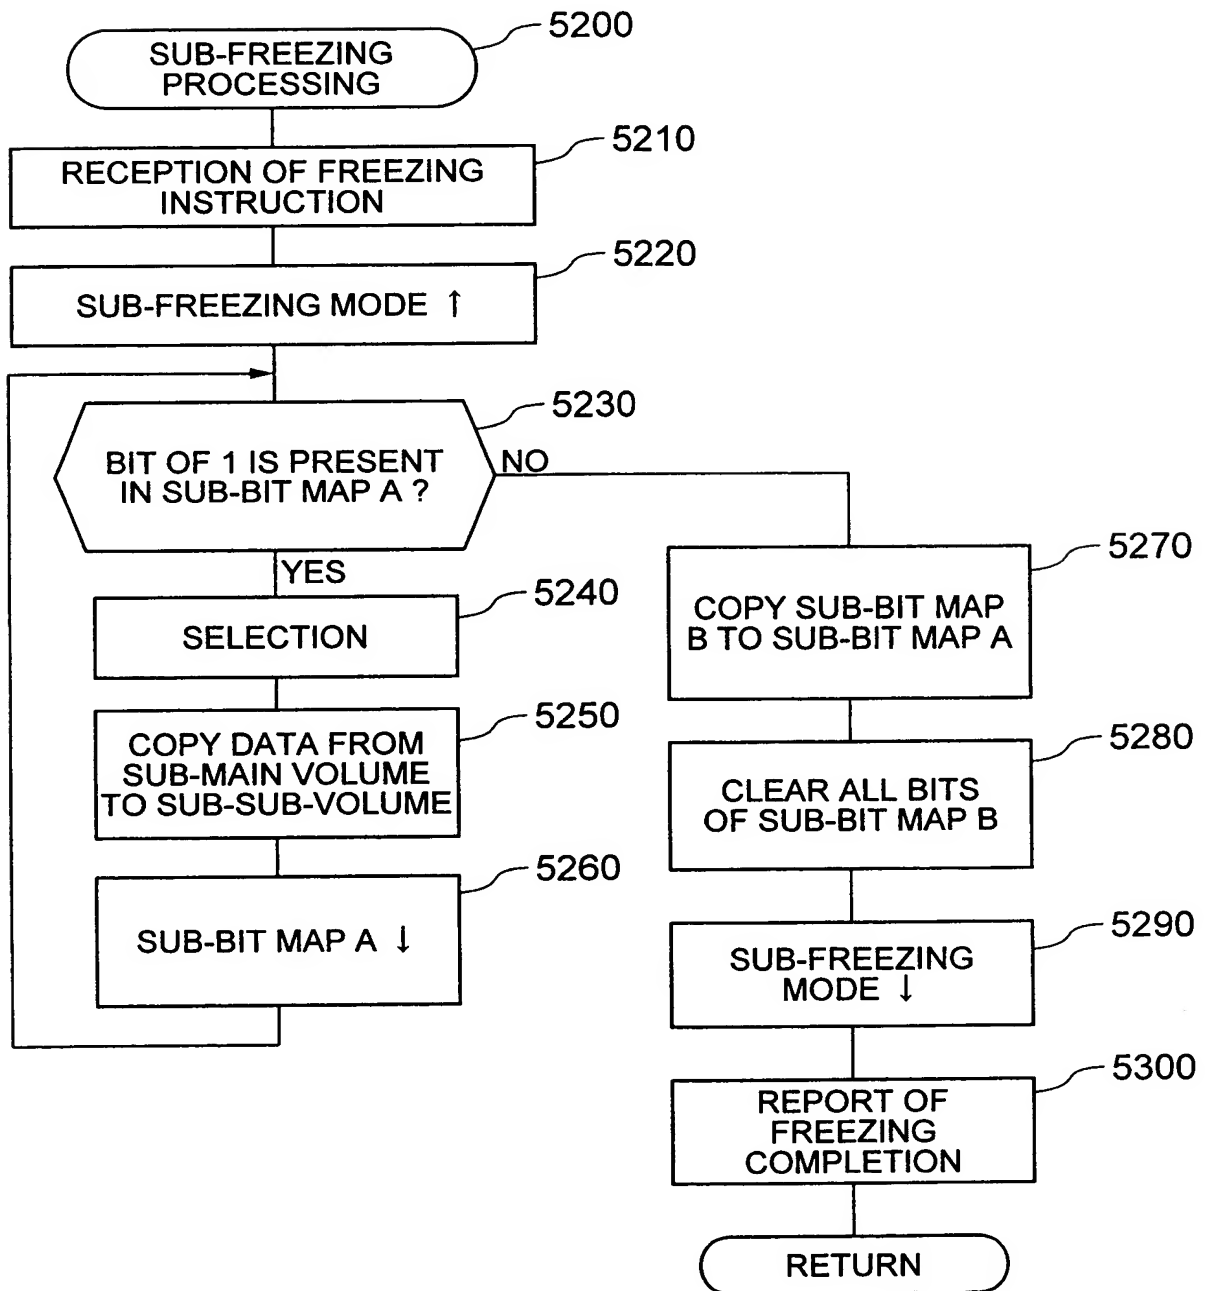 5200
SUB-FREEZING
PROCESSING
5210
RECEPTION OF FREEZING
INSTRUCTION
5220
SUB-FREEZING MODE ↑
5230
BIT OF 1 IS PRESENT
IN SUB-BIT MAP A ?
NO
YES
5240
SELECTION
5250
COPY DATA FROM
SUB-MAIN VOLUME
TO SUB-SUB-VOLUME
5260
SUB-BIT MAP A ↓
5270
COPY SUB-BIT MAP
B TO SUB-BIT MAP A
5280
CLEAR ALL BITS
OF SUB-BIT MAP B
5290
SUB-FREEZING
MODE ↓
5300
REPORT OF
FREEZING
COMPLETION
RETURN